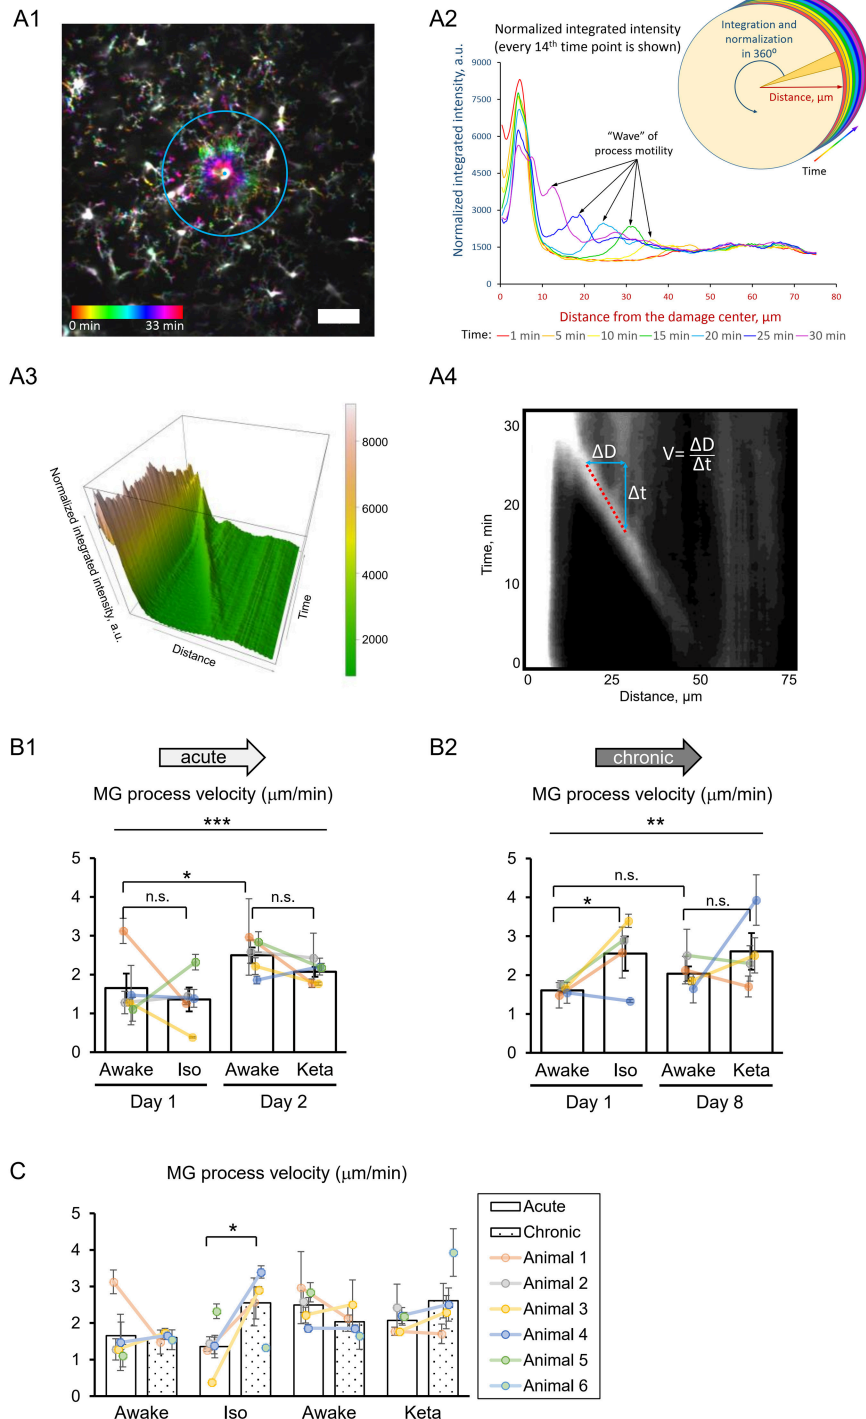 A1
0 min
33 min
A2
Normalized integrated intensity
(every 14th time point is shown)
Integration and
normalization
in 360º
Distance, µm
Time
"Wave" of
process motility
Normalized integrated intensity, a.u.
9000
7500
6000
4500
3000
1500
0
0 10 20 30 40 50 60 70 80
Distance from the damage center, µm
Time: 1 min 5 min 10 min 15 min 20 min 25 min 30 min
A3
Normalized integrated intensity, a.u.
Distance
Time
8000
6000
4000
2000
A4
Time, min
30
20
10
0
ΔD
Δt
V= ΔD
Δt
0 25 50 75
Distance, µm
B1
acute
MG process velocity (µm/min)
***
*
n.s.
n.s.
5
4
3
2
1
0
Awake Iso Awake Keta
Day 1 Day 2
B2
chronic
MG process velocity (µm/min)
**
n.s.
*
n.s.
5
4
3
2
1
0
Awake Iso Awake Keta
Day 1 Day 8
C
MG process velocity (µm/min)
*
5
4
3
2
1
0
Awake Iso Awake Keta
Acute
Chronic
Animal 1
Animal 2
Animal 3
Animal 4
Animal 5
Animal 6